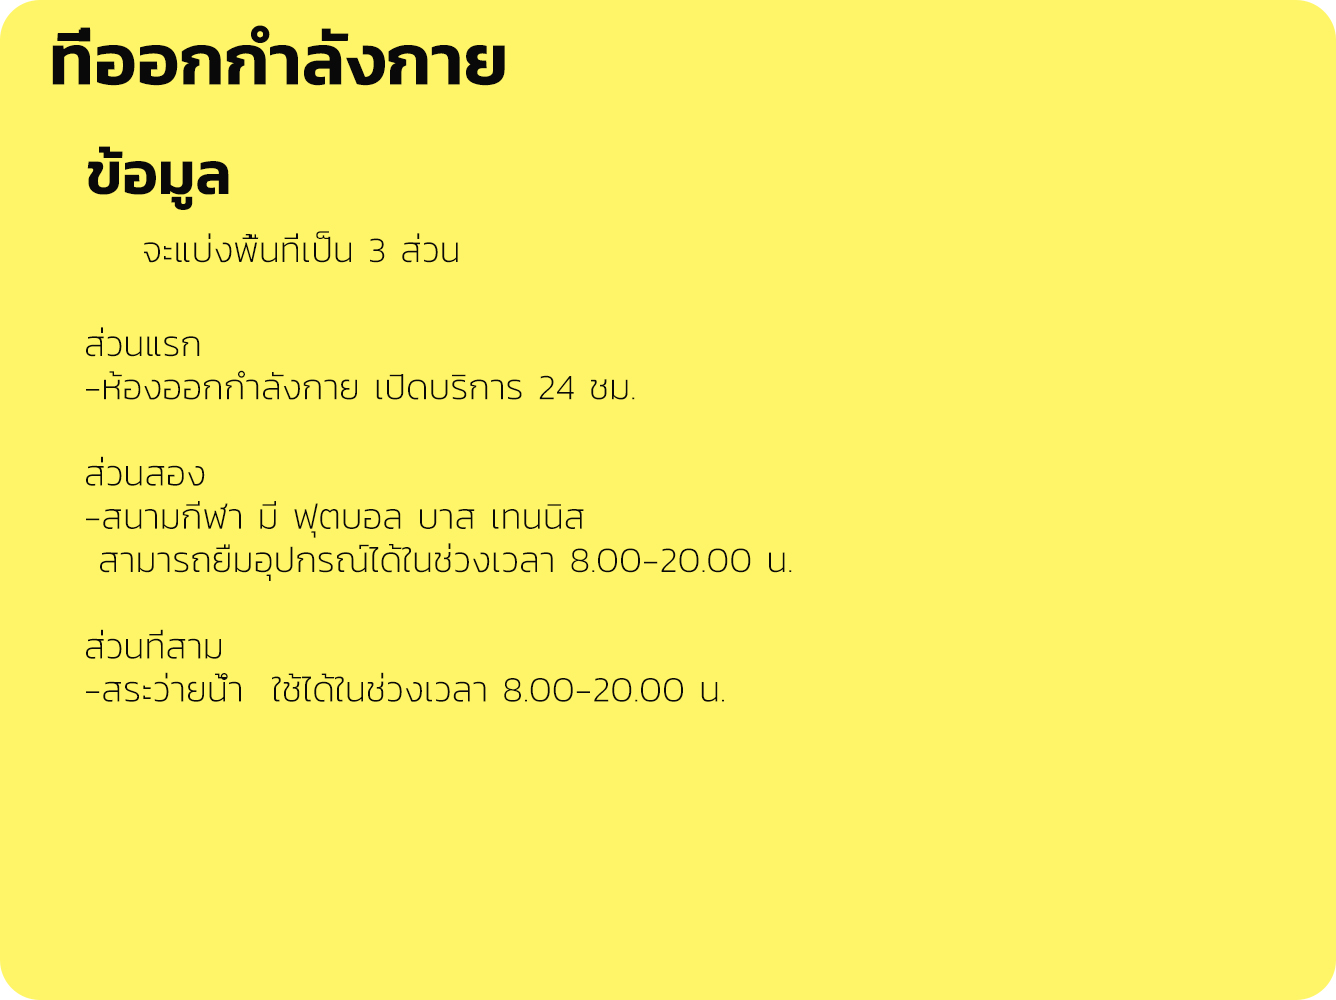 ที่ออกกำลังกาย
ข้อมูล
จะแบ่งพื้นที่เป็น 3 ส่วน
ส่วนแรก
-ห้องออกกำลังกาย เปิดบริการ 24 ชม.
ส่วนสอง
-สนามกีฬา มี ฟุตบอล บาส เทนนิส
สามารถยืมอุปกรณ์ได้ในช่วงเวลา 8.00-20.00 น.
ส่วนที่สาม
-สระว่ายน้ำ ใช้ได้ในช่วงเวลา 8.00-20.00 น.